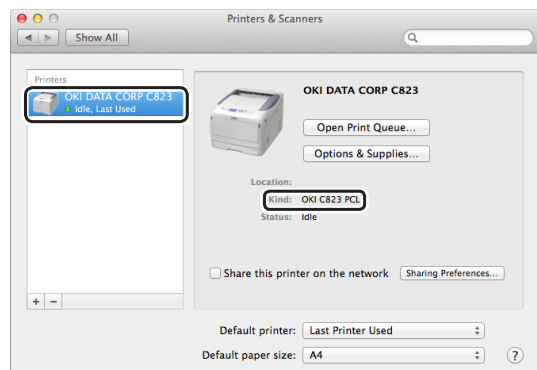 Printers & Scanners
Show All
Printers
OKI DATA CORP C823
Idle, Last Used
OKI DATA CORP C823
Open Print Queue...
Options & Supplies...
Location:
Kind: OKI C823 PCL
Status: Idle
Share this printer on the network Sharing Preferences...
+ −
Default printer: Last Printer Used
Default paper size: A4 ?